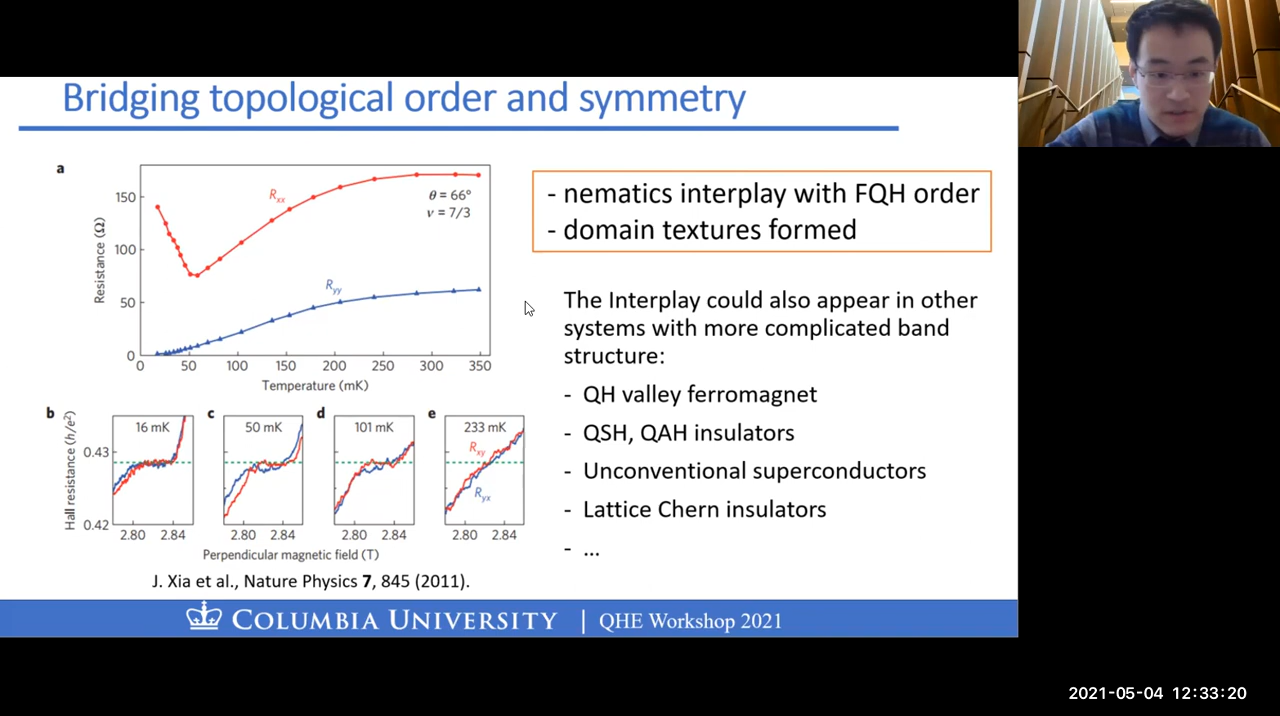 Bridging topological order and symmetry
a
150
100
50
0
Resistance (Ω)
Rxx
Ryy
θ = 66°
ν = 7/3
0 50 100 150 200 250 300 350
Temperature (mK)
- nematics interplay with FQH order
- domain textures formed
The Interplay could also appear in other
systems with more complicated band
structure:
- QH valley ferromagnet
- QSH, QAH insulators
- Unconventional superconductors
- Lattice Chern insulators
- ...
b c d e
Hall resistance (h/e²)
0.43
0.42
16 mK 50 mK 101 mK 233 mK
Rxy
Ryx
2.80 2.84 2.80 2.84 2.80 2.84 2.80 2.84
Perpendicular magnetic field (T)
J. Xia et al., Nature Physics 7, 845 (2011).
COLUMBIA UNIVERSITY | QHE Workshop 2021
2021-05-04 12:33:20